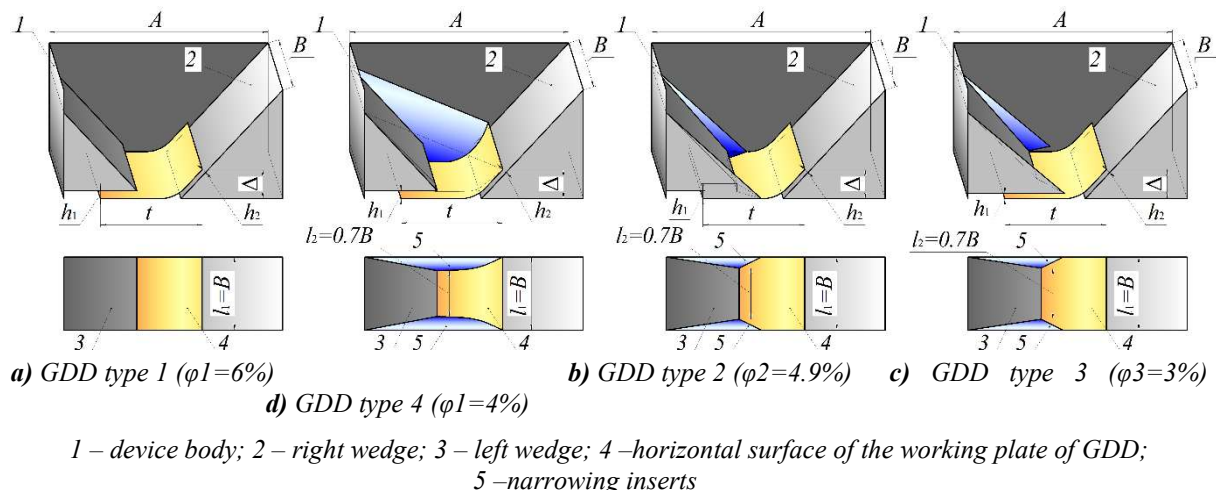 1 A 2 B Δ h₁ t h₂
1 A 2 B Δ h₁ t h₂
1 A 2 B Δ h₁ t h₂
1 A 2 B Δ h₁ t h₂
3 l₁=B 4
l₂=0.7B 5 l₁=B 3 5 4
l₂=0.7B 5 l₁=B 3 5 4
l₂=0.7B 5 l₁=B 3 5 4
a) GDD type 1 (φ1=6%) b) GDD type 2 (φ2=4.9%) c) GDD type 3 (φ3=3%)
d) GDD type 4 (φ1=4%)
1 – device body; 2 – right wedge; 3 – left wedge; 4 –horizontal surface of the working plate of GDD;
5 –narrowing inserts